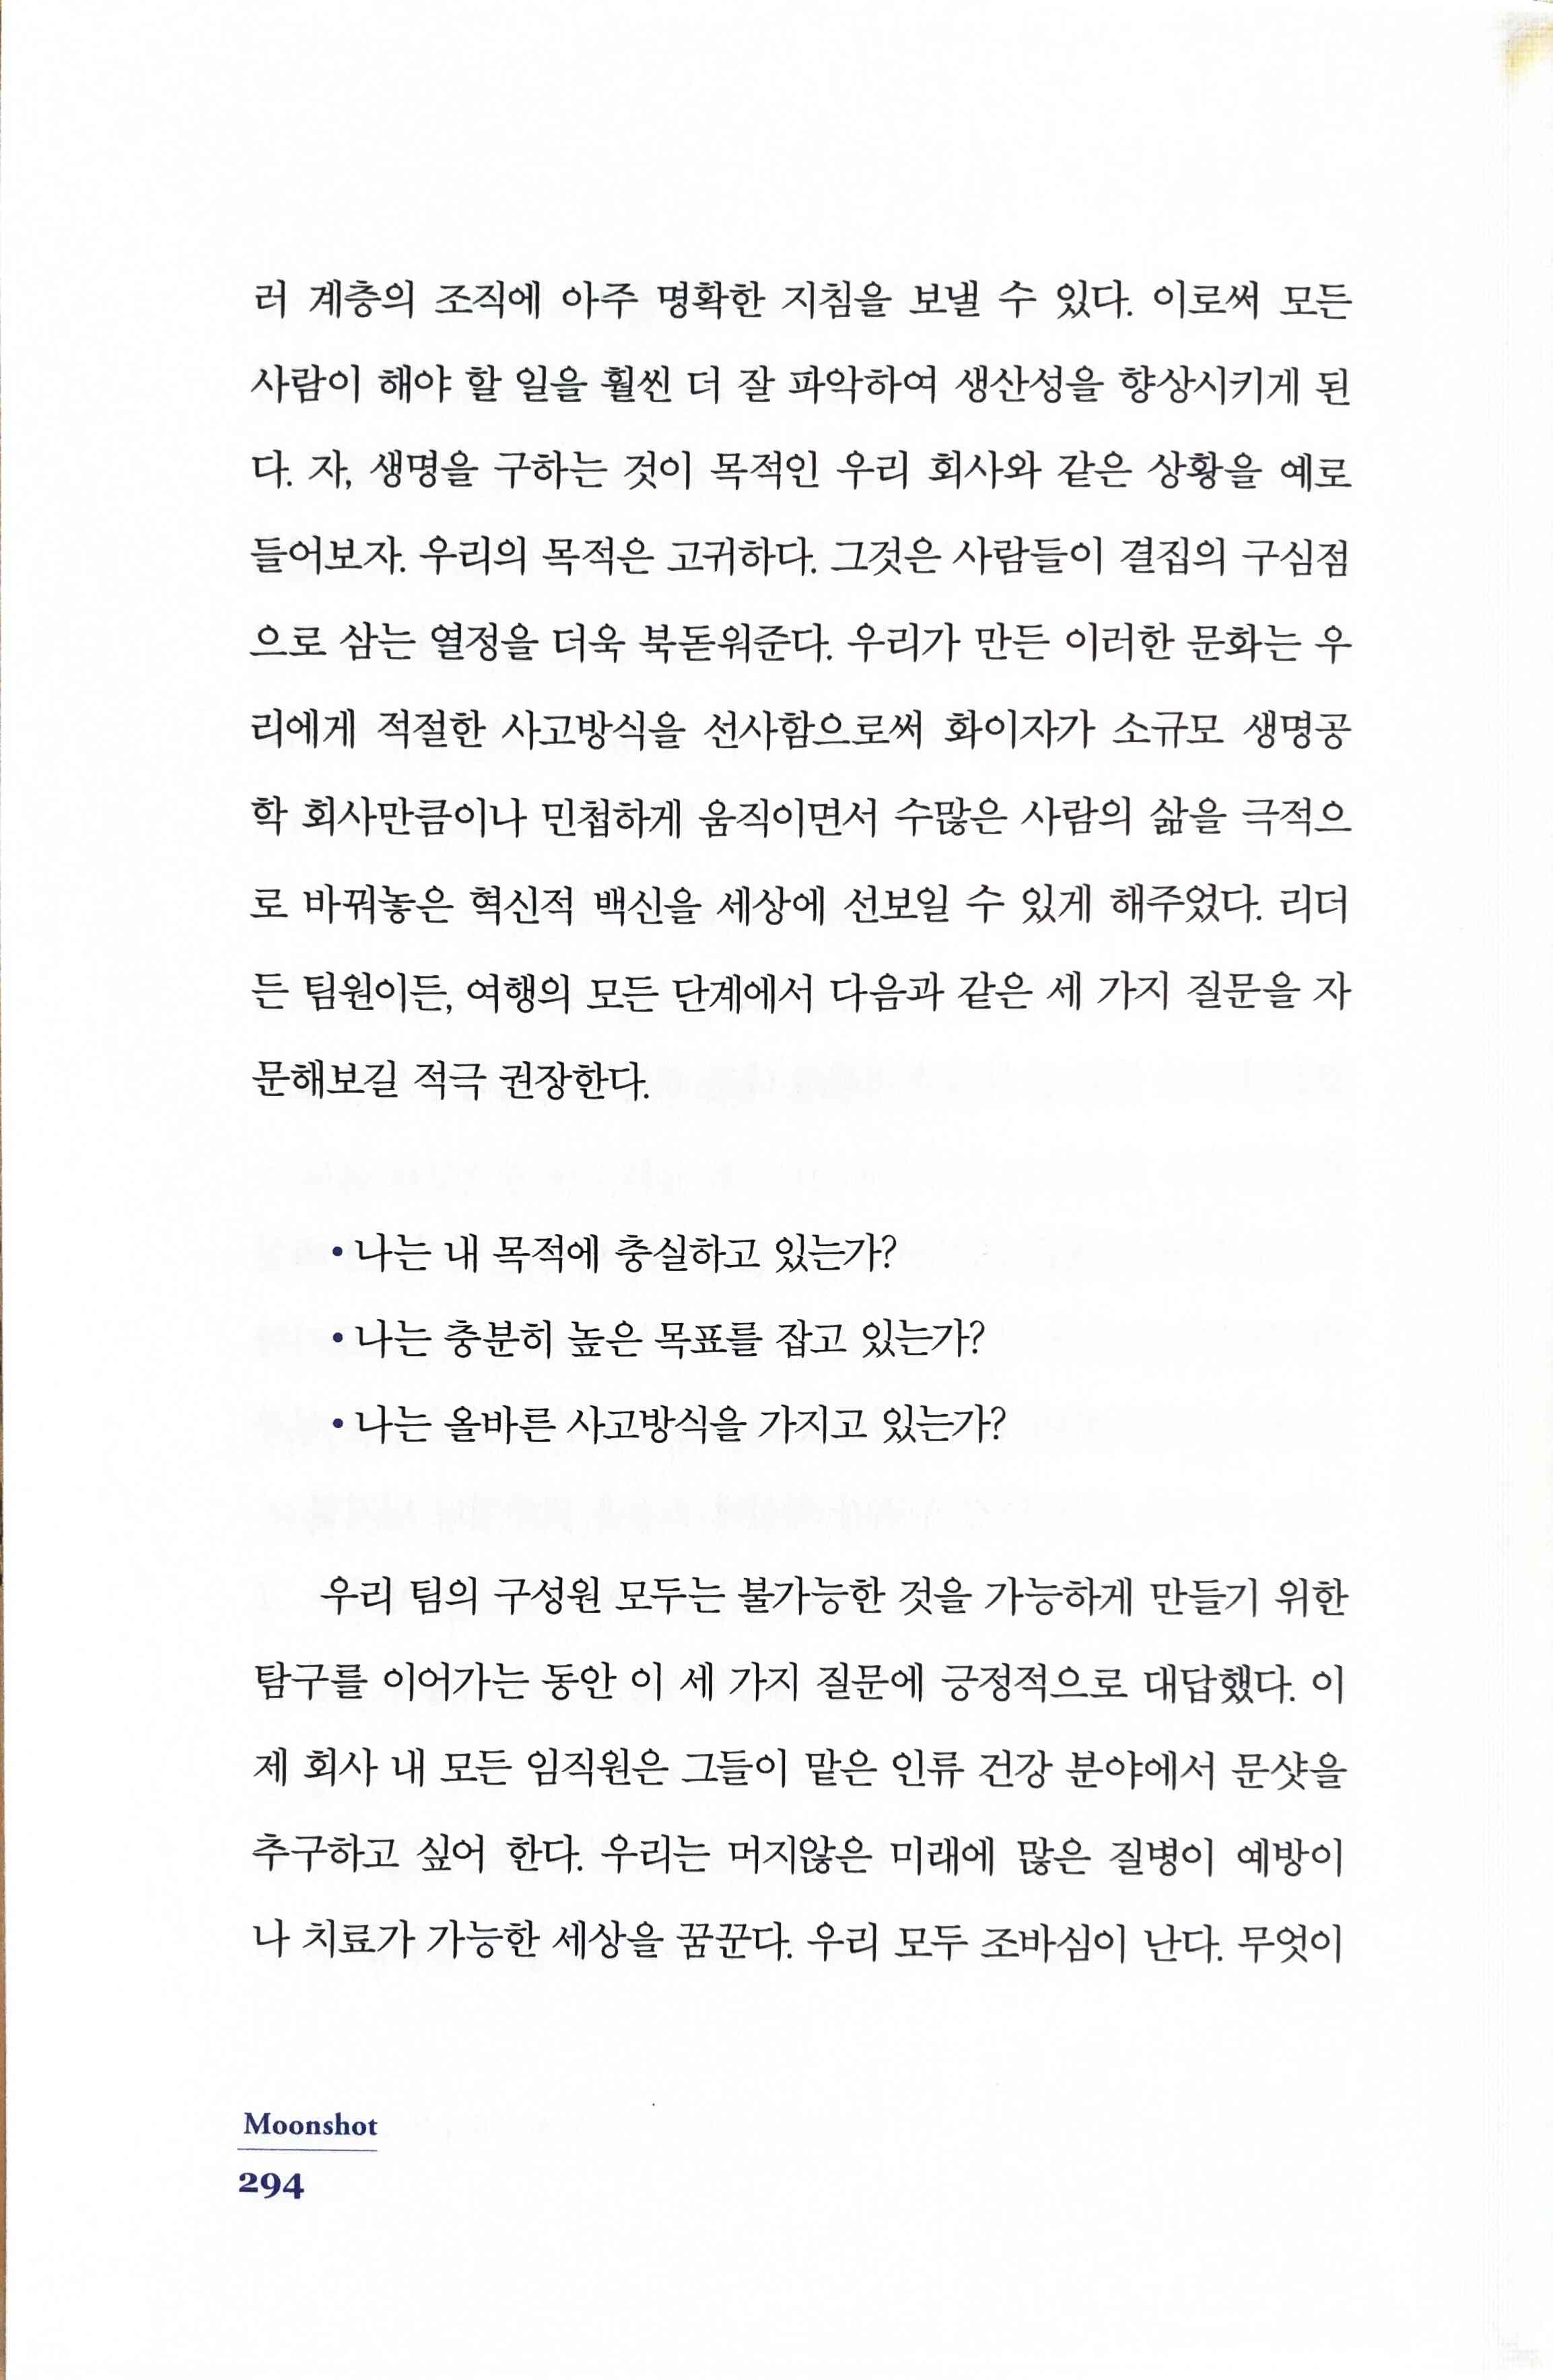 러 계층의 조직에 아주 명확한 지침을 보낼 수 있다. 이로써 모든
사람이 해야 할 일을 훨씬 더 잘 파악하여 생산성을 향상시키게 된
다. 자, 생명을 구하는 것이 목적인 우리 회사와 같은 상황을 예로
들어보자. 우리의 목적은 고귀하다. 그것은 사람들이 결집의 구심점
으로 삼는 열정을 더욱 북돋워준다. 우리가 만든 이러한 문화는 우
리에게 적절한 사고방식을 선사함으로써 화이자가 소규모 생명공
학 회사만큼이나 민첩하게 움직이면서 수많은 사람의 삶을 극적으
로 바꿔놓은 혁신적 백신을 세상에 선보일 수 있게 해주었다. 리더
든 팀원이든, 여행의 모든 단계에서 다음과 같은 세 가지 질문을 자
문해보길 적극 권장한다.
• 나는 내 목적에 충실하고 있는가?
• 나는 충분히 높은 목표를 잡고 있는가?
• 나는 올바른 사고방식을 가지고 있는가?
우리 팀의 구성원 모두는 불가능한 것을 가능하게 만들기 위한
탐구를 이어가는 동안 이 세 가지 질문에 긍정적으로 대답했다. 이
제 회사 내 모든 임직원은 그들이 맡은 인류 건강 분야에서 문샷을
추구하고 싶어 한다. 우리는 머지않은 미래에 많은 질병이 예방이
나 치료가 가능한 세상을 꿈꾼다. 우리 모두 조바심이 난다. 무엇이
Moonshot
294